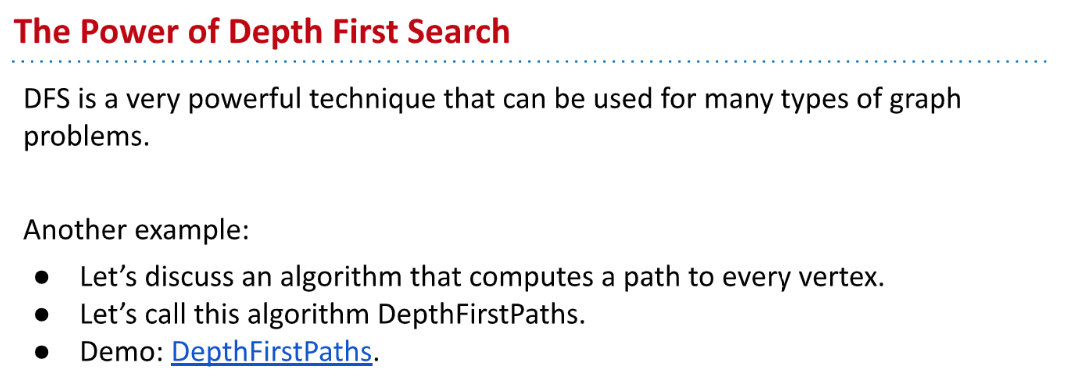 The Power of Depth First Search
DFS is a very powerful technique that can be used for many types of graph
problems.
Another example:
● Let’s discuss an algorithm that computes a path to every vertex.
● Let’s call this algorithm DepthFirstPaths.
● Demo: DepthFirstPaths.